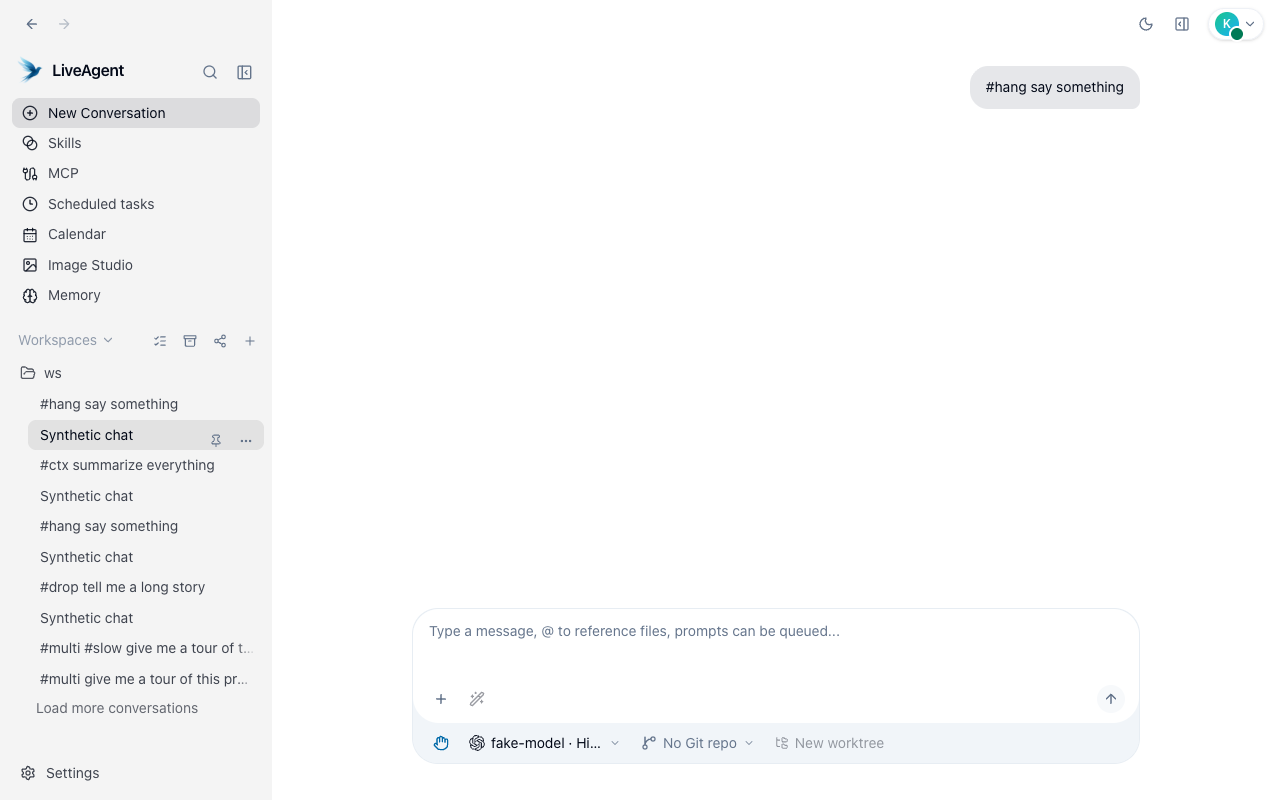 LiveAgent
New Conversation
Skills
MCP
Scheduled tasks
Calendar
Image Studio
Memory
Workspaces
ws
#hang say something
Synthetic chat
#ctx summarize everything
Synthetic chat
#hang say something
Synthetic chat
#drop tell me a long story
Synthetic chat
#multi #slow give me a tour of t...
#multi give me a tour of this pr...
Load more conversations
Settings
K
#hang say something
Type a message, @ to reference files, prompts can be queued...
fake-model · Hi... No Git repo New worktree